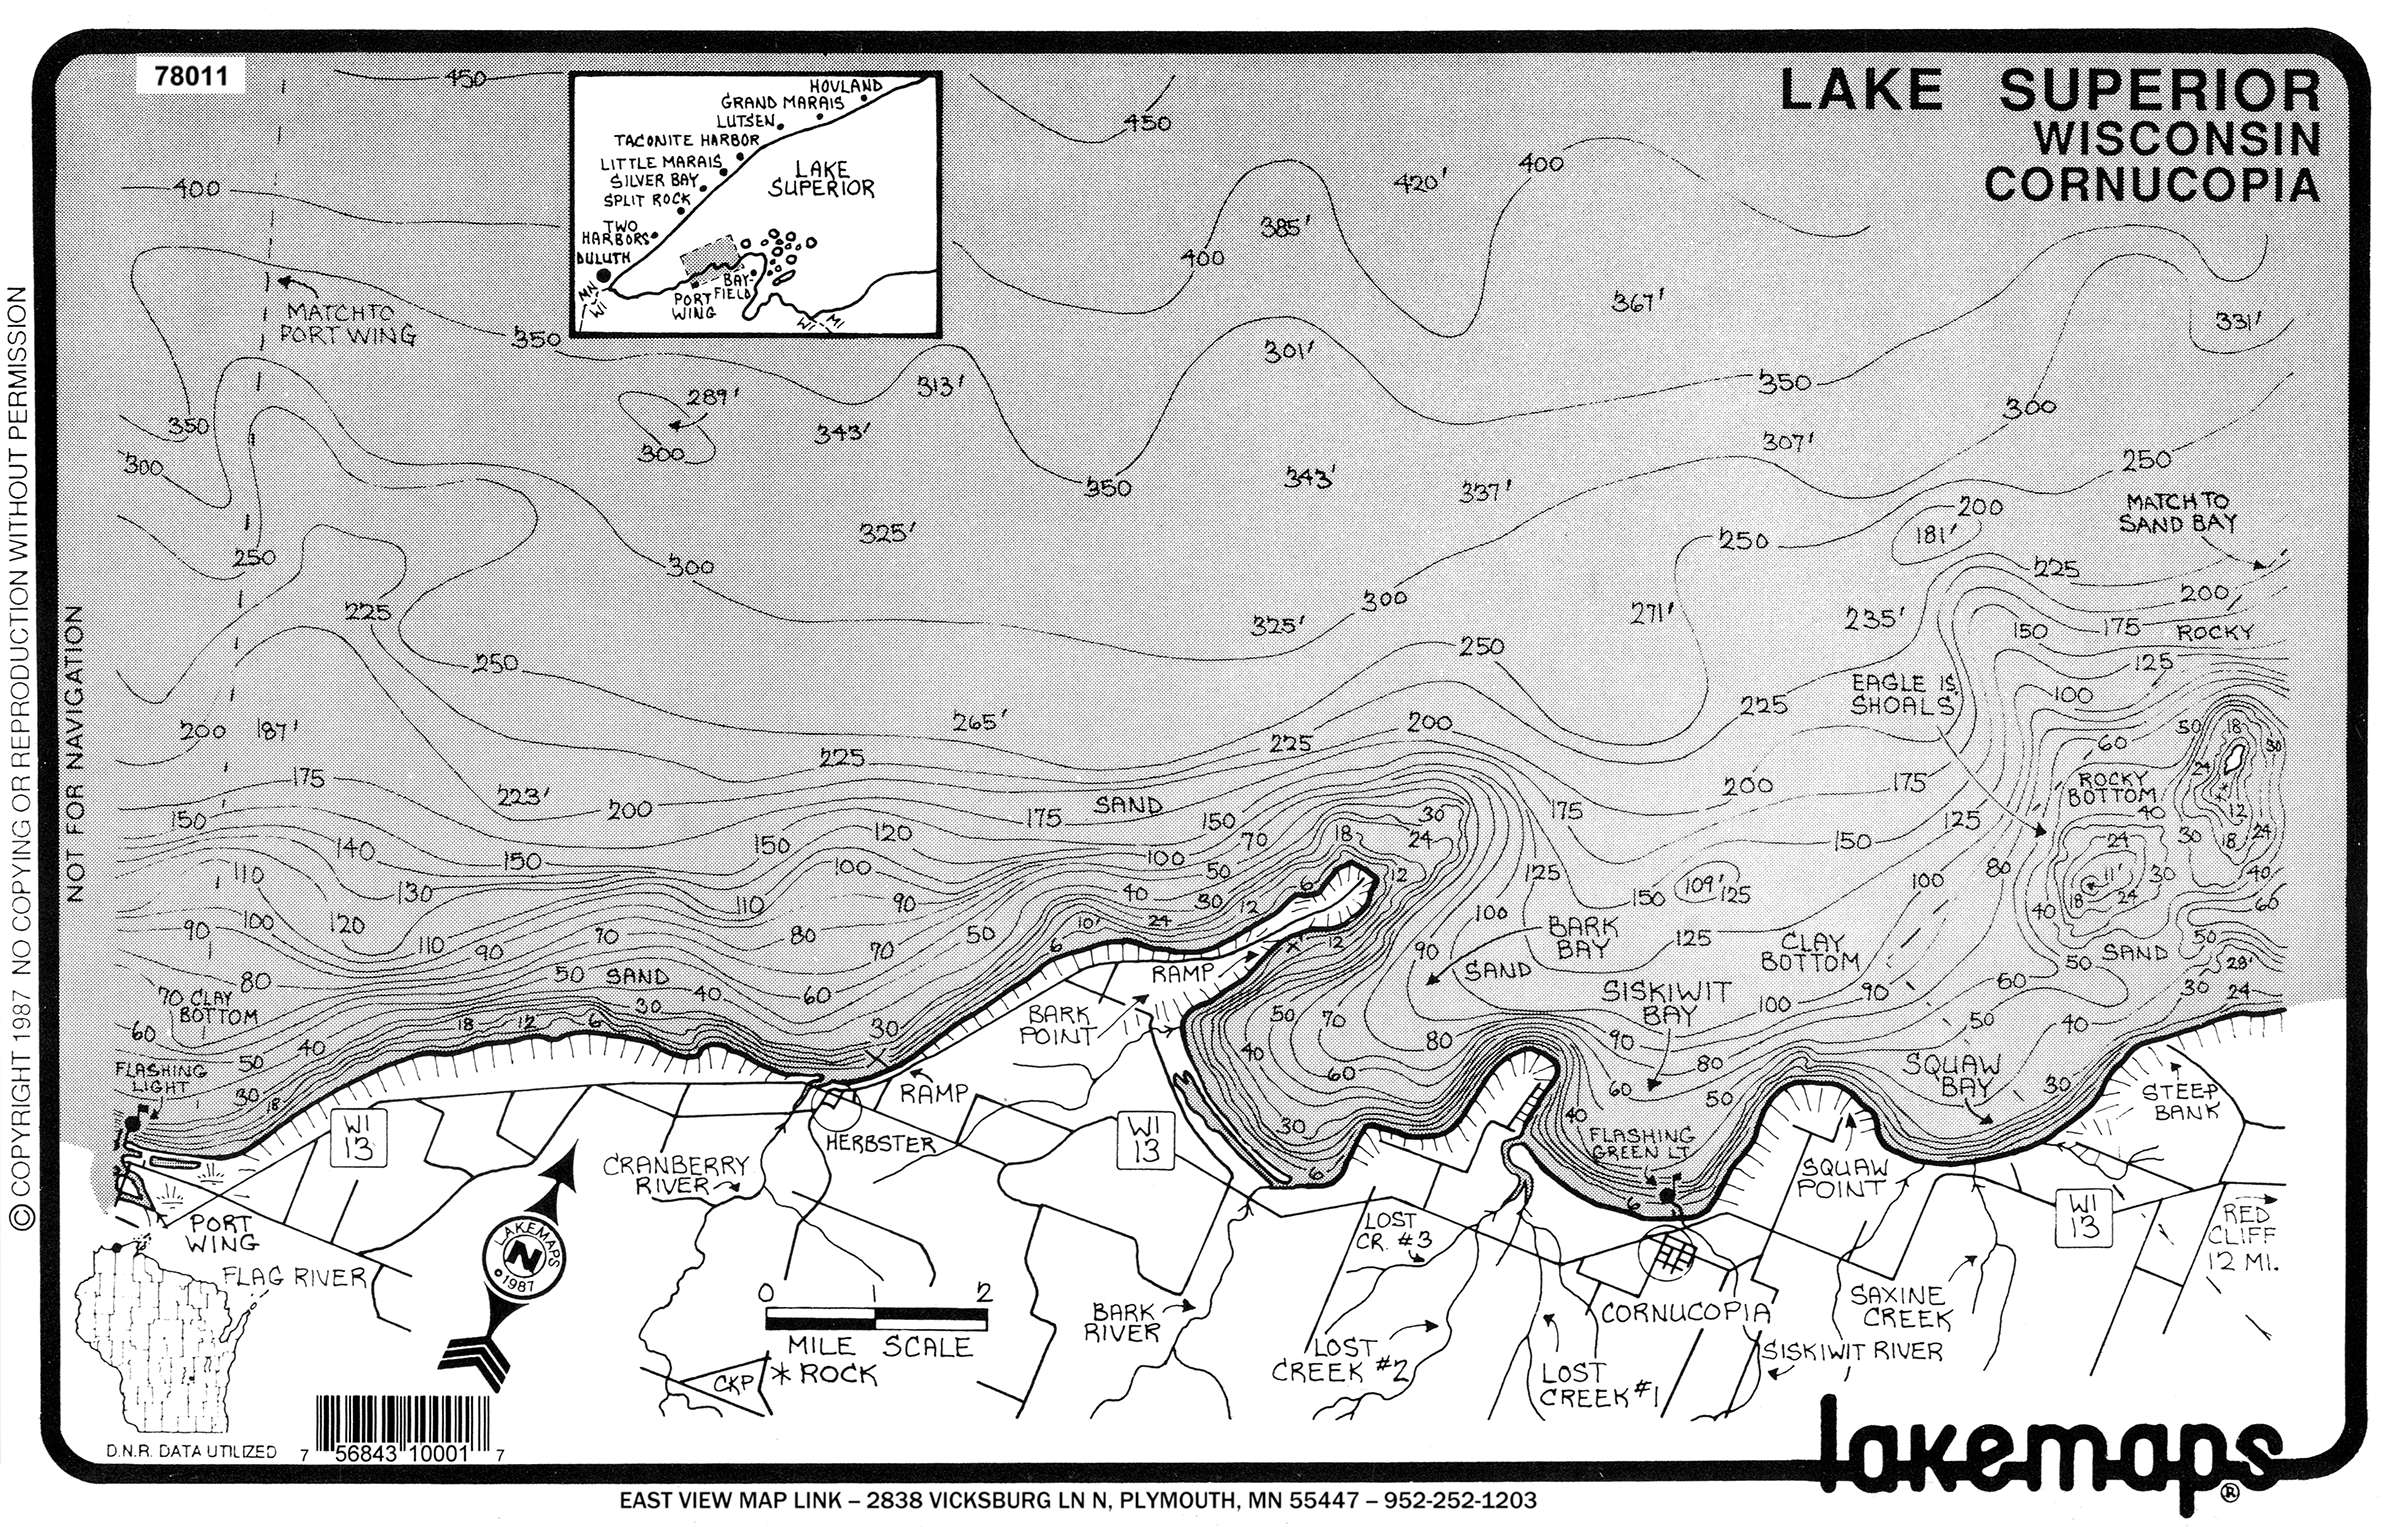 78011
LAKE SUPERIOR
WISCONSIN
CORNUCOPIA
HOVLAND
GRAND MARAIS
LUTSEN
TACONITE HARBOR
LITTLE MARAIS
SILVER BAY
SPLIT ROCK
TWO
HARBORS
DULUTH
LAKE
SUPERIOR
BAY-
FIELD
PORT
WING
MN
WI
WI
MI
450
450
400
420'
400
385'
400
367'
331'
MATCH TO
PORT WING
350
313'
301'
350
300
289'
343'
307'
350
300
300
343'
337'
350
250
MATCH TO
SAND BAY
200
181'
325'
250
250
300
225
200
225
300
325'
271'
235'
150
175
ROCKY
250
250
125
EAGLE IS.
SHOALS
100
200
187'
265'
225
200
225
225
50
18
60
30
175
223'
200
SAND
175
150
200
175
175
24
ROCKY
BOTTOM
40
12
150
140
150
150
120
100
70
50
18
30
24
150
125
24
30
18
24
110
130
110
100
90
40
30
12
6
12
125
150
109'
125
100
80
11'
30
18
24
40
40
60
90
100
120
110
90
70
80
70
50
10'
6
24
12
100
90
BARK
BAY
125
CLAY
BOTTOM
SAND
50
80
50
SAND
40
60
RAMP
SAND
60
50
28'
30
24
70 CLAY
BOTTOM
60
18
12
6
30
30
BARK
POINT
50
70
SISKIWIT
BAY
100
90
50
40
50
40
40
80
90
80
SQUAW
BAY
FLASHING
LIGHT
30
18
RAMP
60
60
50
30
STEEP
BANK
WI
13
HERBSTER
WI
13
30
40
FLASHING
GREEN LT.
CRANBERRY
RIVER
6
6
SQUAW
POINT
WI
13
PORT
WING
FLAG RIVER
LAKEMAPS
N
©1987
LOST
CR. #3
RED
CLIFF
12 MI.
0 1 2
MILE SCALE
* ROCK
CKP
BARK
RIVER
LOST
CREEK #2
LOST
CREEK #1
CORNUCOPIA
SAXINE
CREEK
SISKIWIT RIVER
D.N.R. DATA UTILIZED
7 56843 10001 7
lakemaps®
NOT FOR NAVIGATION
© COPYRIGHT 1987 NO COPYING OR REPRODUCTION WITHOUT PERMISSION
EAST VIEW MAP LINK – 2838 VICKSBURG LN N, PLYMOUTH, MN 55447 – 952-252-1203